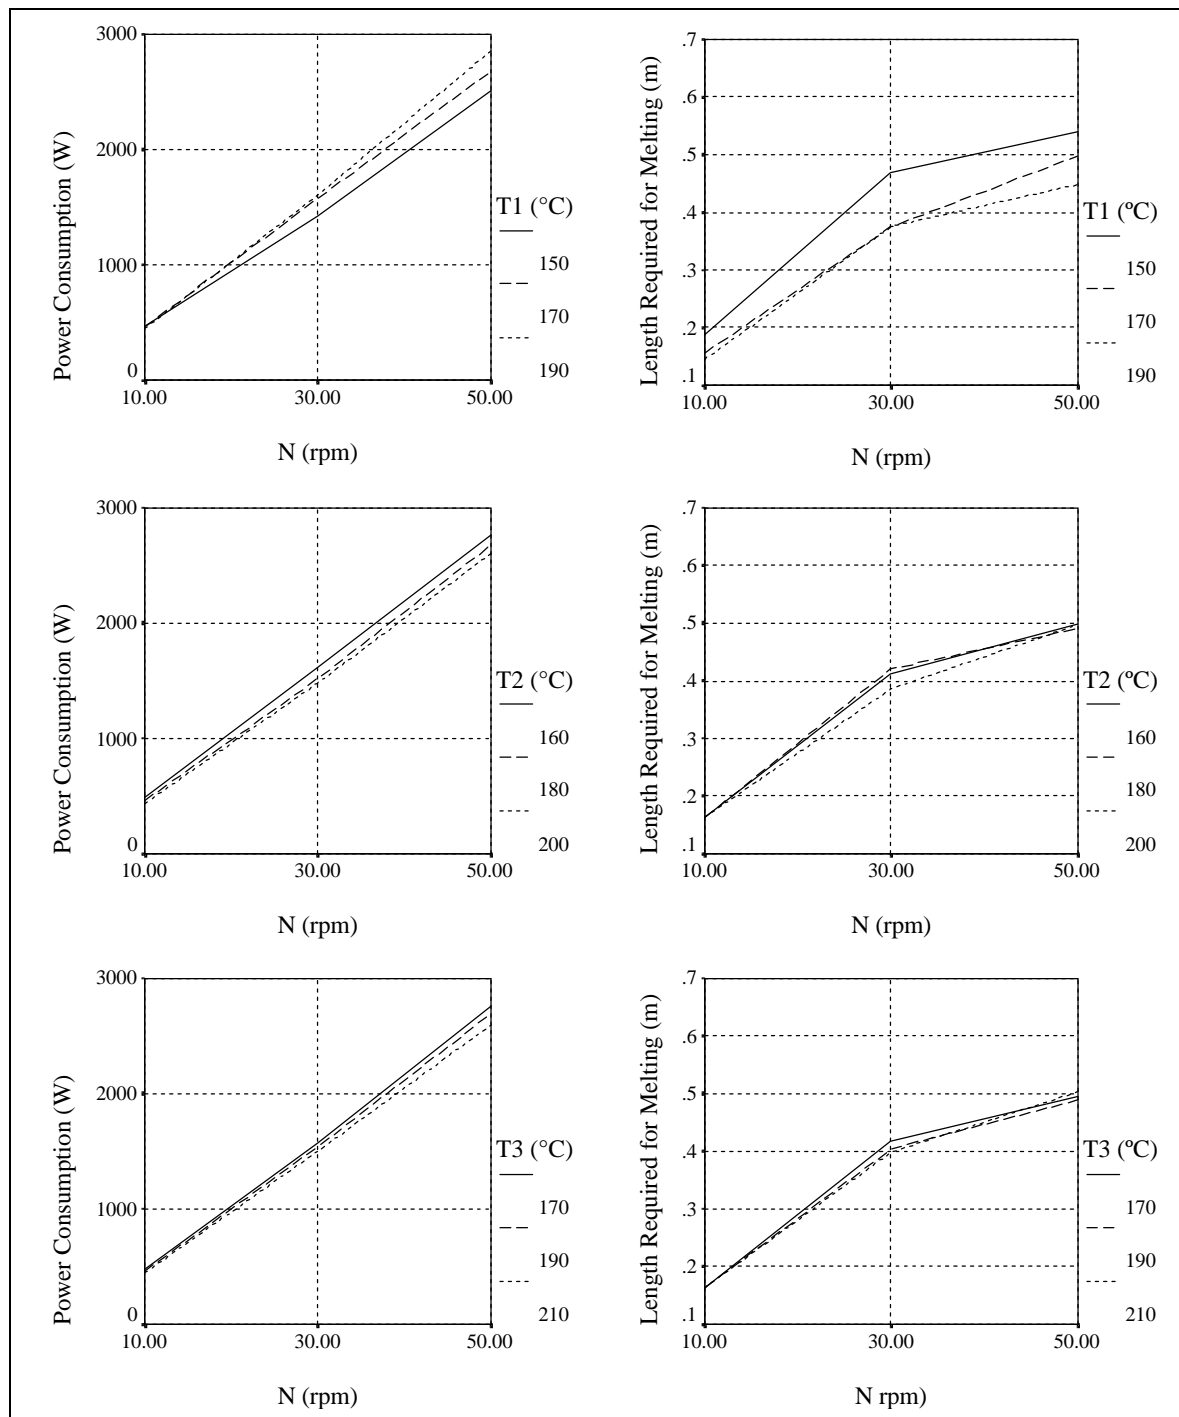 Power Consumption (W)
3000
2000
1000
0
10.00 30.00 50.00
N (rpm)
T1 (°C)
150
170
190
Length Required for Melting (m)
.7
.6
.5
.4
.3
.2
.1
10.00 30.00 50.00
N (rpm)
T1 (ºC)
150
170
190
Power Consumption (W)
3000
2000
1000
0
10.00 30.00 50.00
N (rpm)
T2 (°C)
160
180
200
Length Required for Melting (m)
.7
.6
.5
.4
.3
.2
.1
10.00 30.00 50.00
N (rpm)
T2 (ºC)
160
180
200
Power Consumption (W)
3000
2000
1000
0
10.00 30.00 50.00
N (rpm)
T3 (°C)
170
190
210
Length Required for Melting (m)
.7
.6
.5
.4
.3
.2
.1
10.00 30.00 50.00
N rpm)
T3 (ºC)
170
190
210